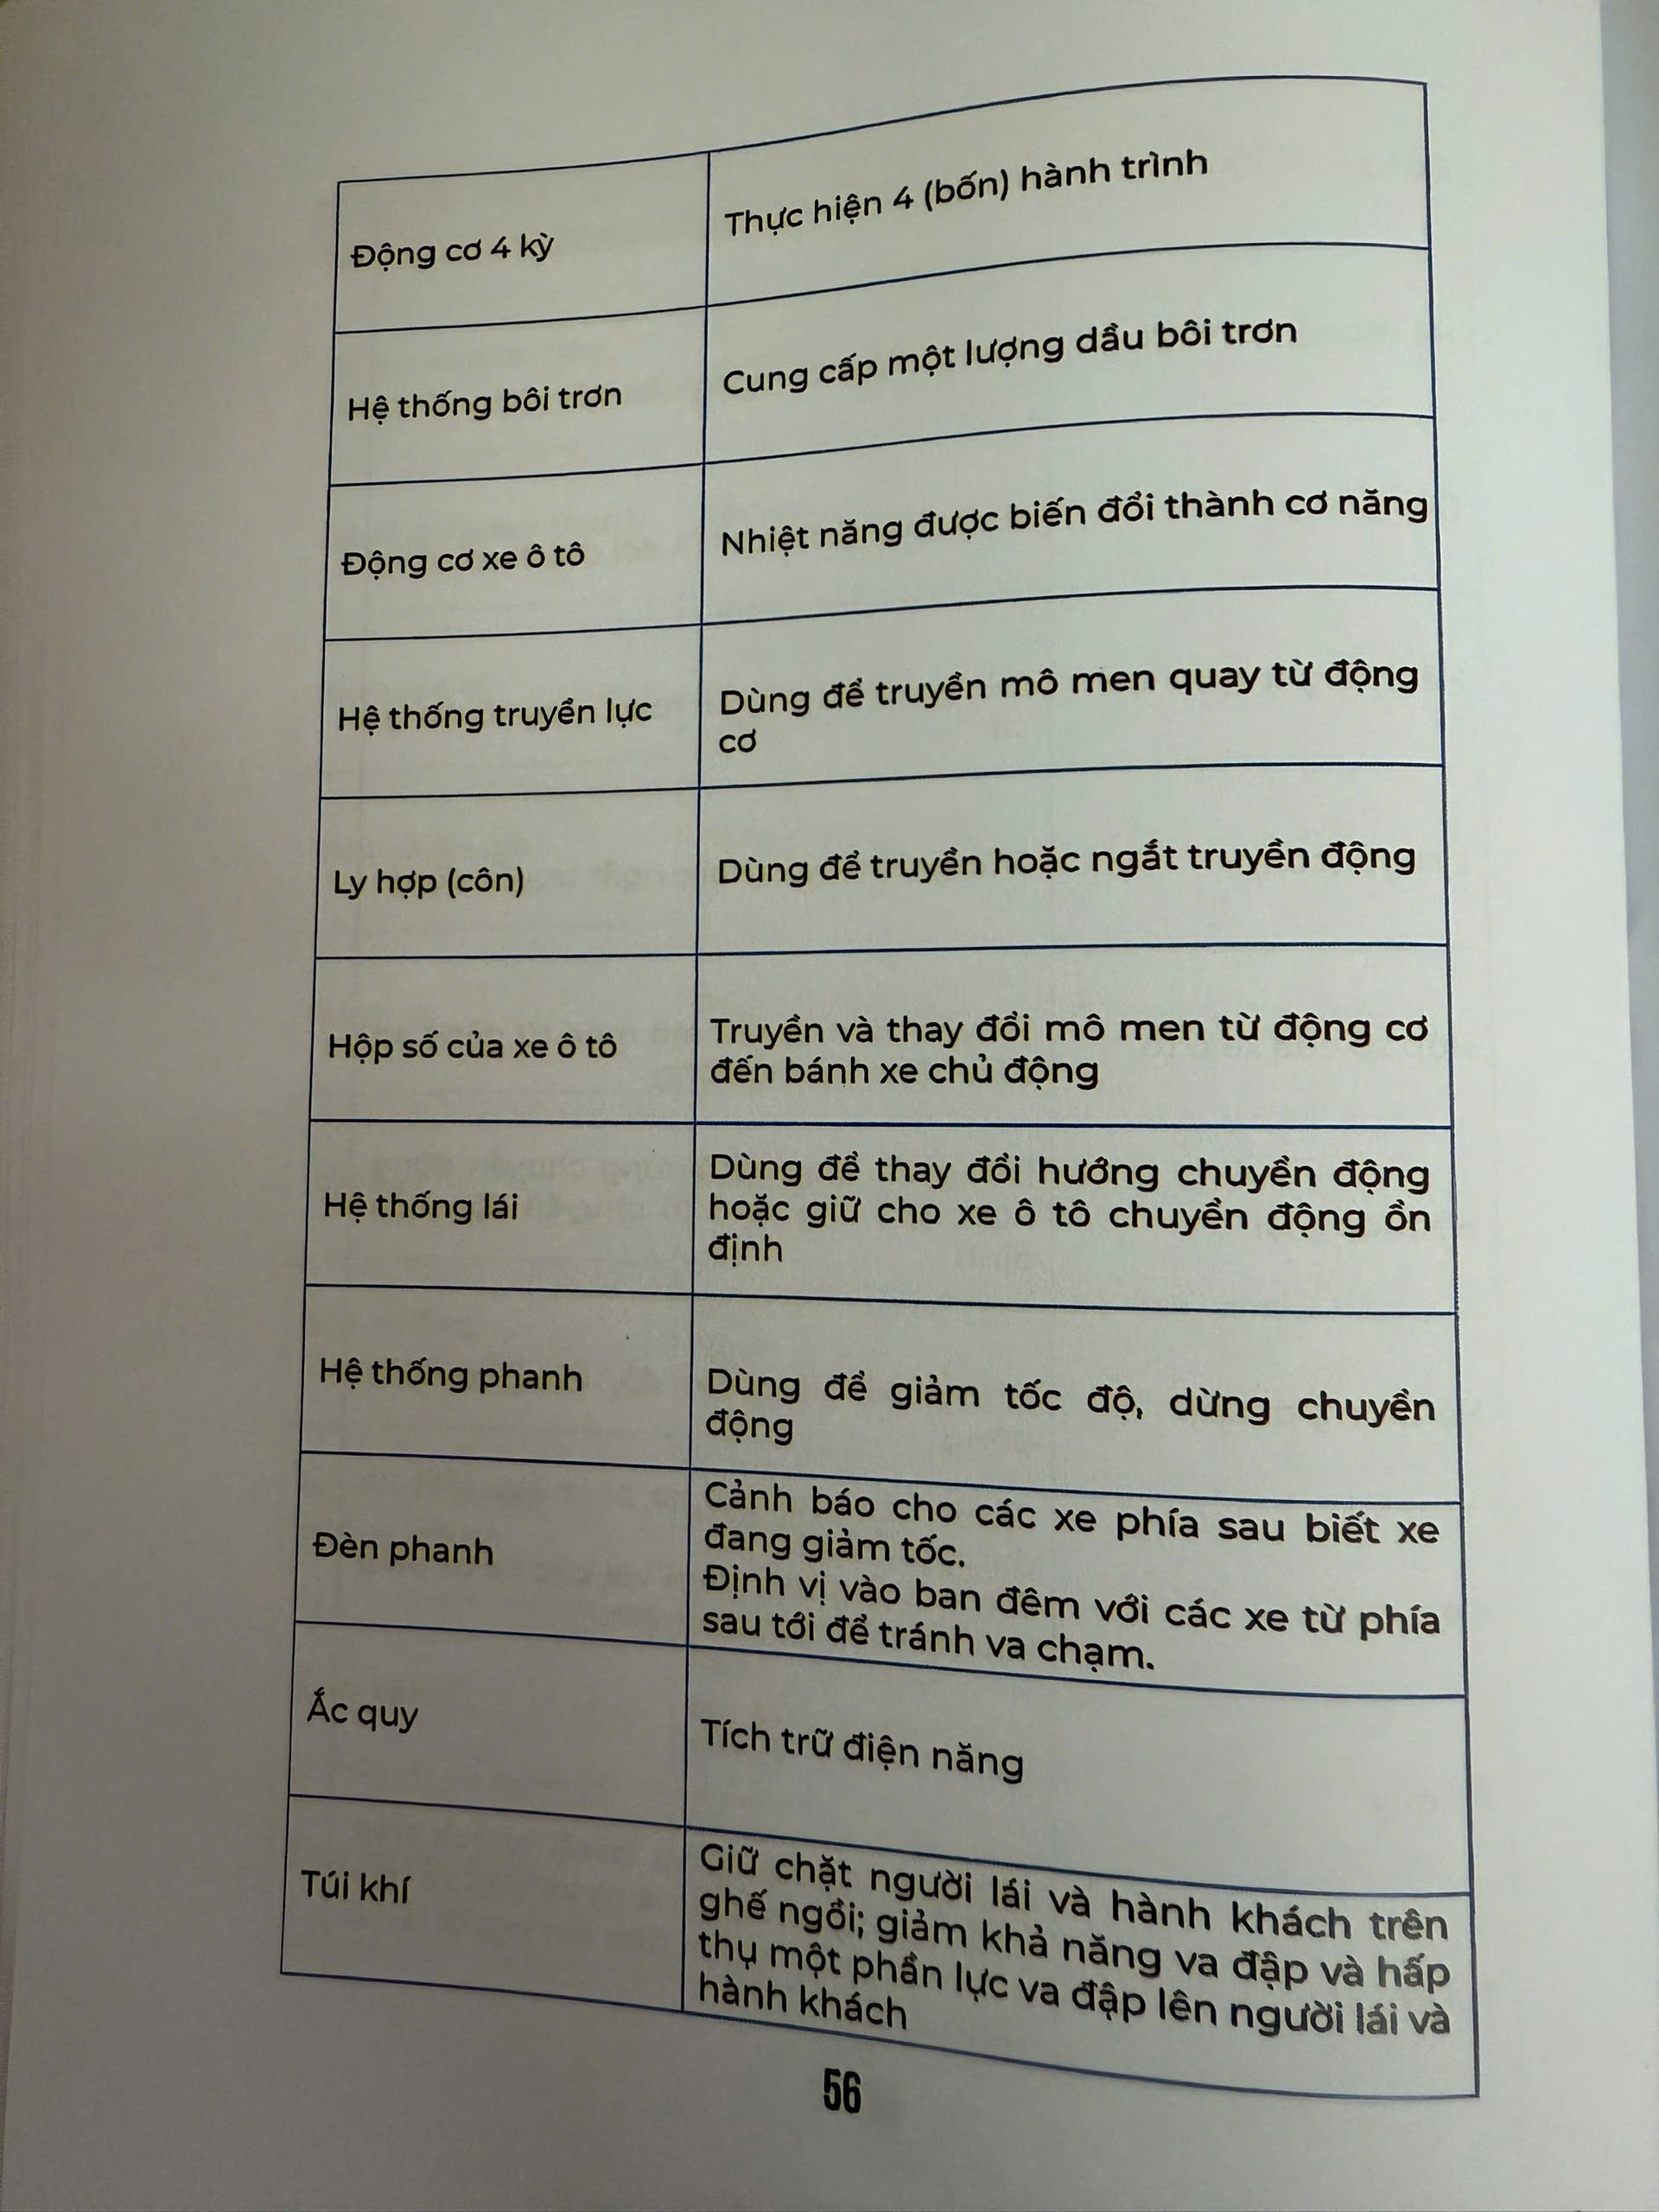 Động cơ 4 kỳ
Thực hiện 4 (bốn) hành trình
Hệ thống bôi trơn
Cung cấp một lượng dầu bôi trơn
Động cơ xe ô tô
Nhiệt năng được biến đổi thành cơ năng
Hệ thống truyền lực
Dùng để truyền mô men quay từ động
cơ
Ly hợp (côn)
Dùng để truyền hoặc ngắt truyền động
Hộp số của xe ô tô
Truyền và thay đổi mô men từ động cơ
đến bánh xe chủ động
Hệ thống lái
Dùng để thay đổi hướng chuyển động
hoặc giữ cho xe ô tô chuyển động ổn
định
Hệ thống phanh
Dùng để giảm tốc độ, dừng chuyển
động
Đèn phanh
Cảnh báo cho các xe phía sau biết xe
đang giảm tốc.
Định vị vào ban đêm với các xe từ phía
sau tới để tránh va chạm.
Ắc quy
Tích trữ điện năng
Túi khí
Giữ chặt người lái và hành khách trên
ghế ngồi; giảm khả năng va đập và hấp
thụ một phần lực va đập lên người lái và
hành khách
56